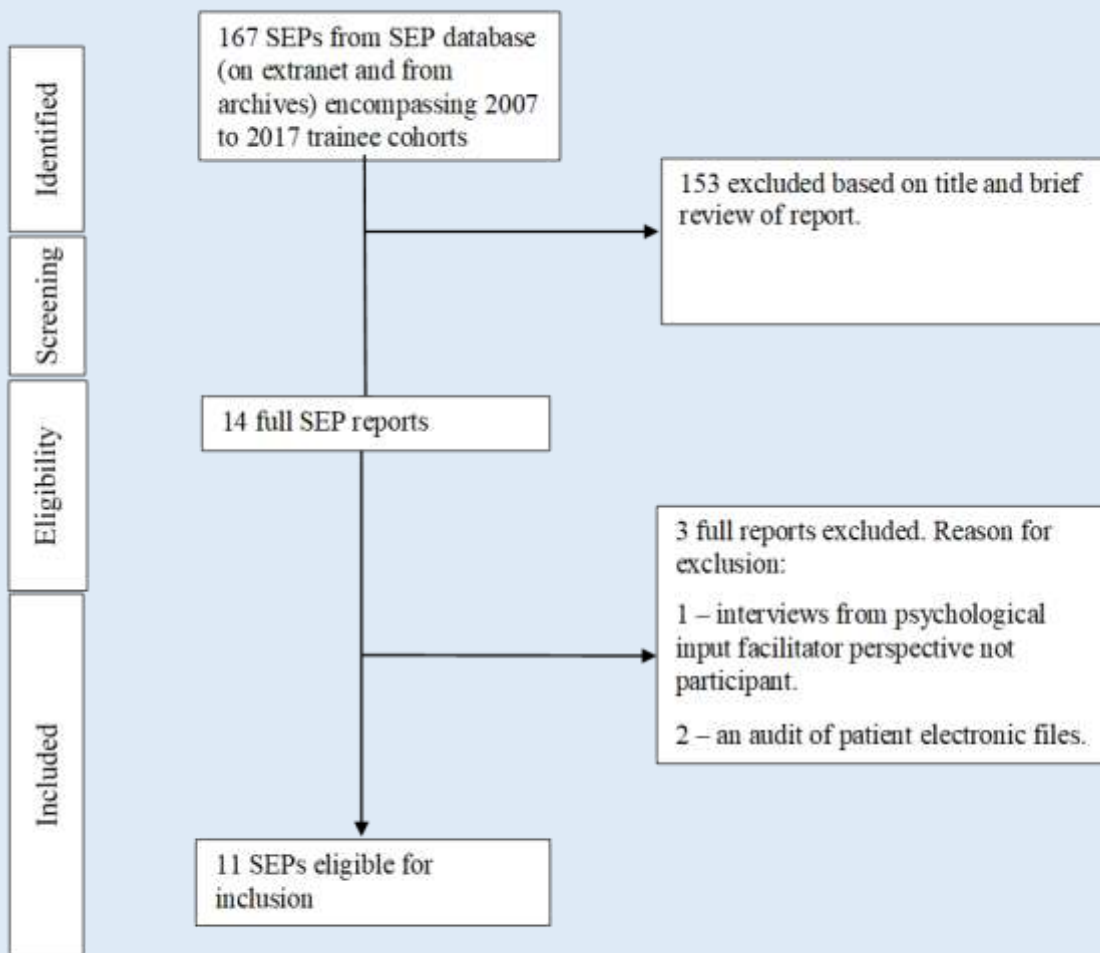 Identified
167 SEPs from SEP database
(on extranet and from
archives) encompassing 2007
to 2017 trainee cohorts
153 excluded based on title and brief
review of report.
Screening
14 full SEP reports
Eligibility
3 full reports excluded. Reason for
exclusion:
1 – interviews from psychological
input facilitator perspective not
participant.
2 – an audit of patient electronic files.
Included
11 SEPs eligible for
inclusion